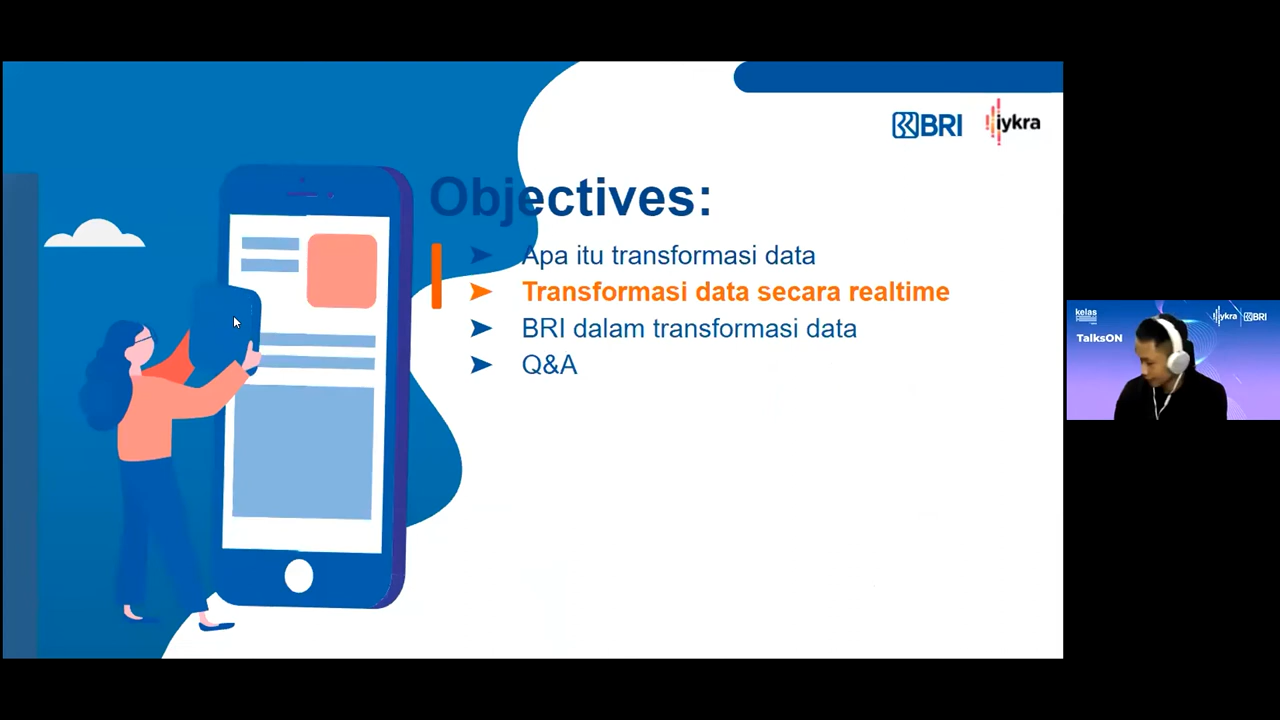 BRI
iykra
Objectives:
Apa itu transformasi data
Transformasi data secara realtime
BRI dalam transformasi data
Q&A
kelas
iykra
BRI
TalksON